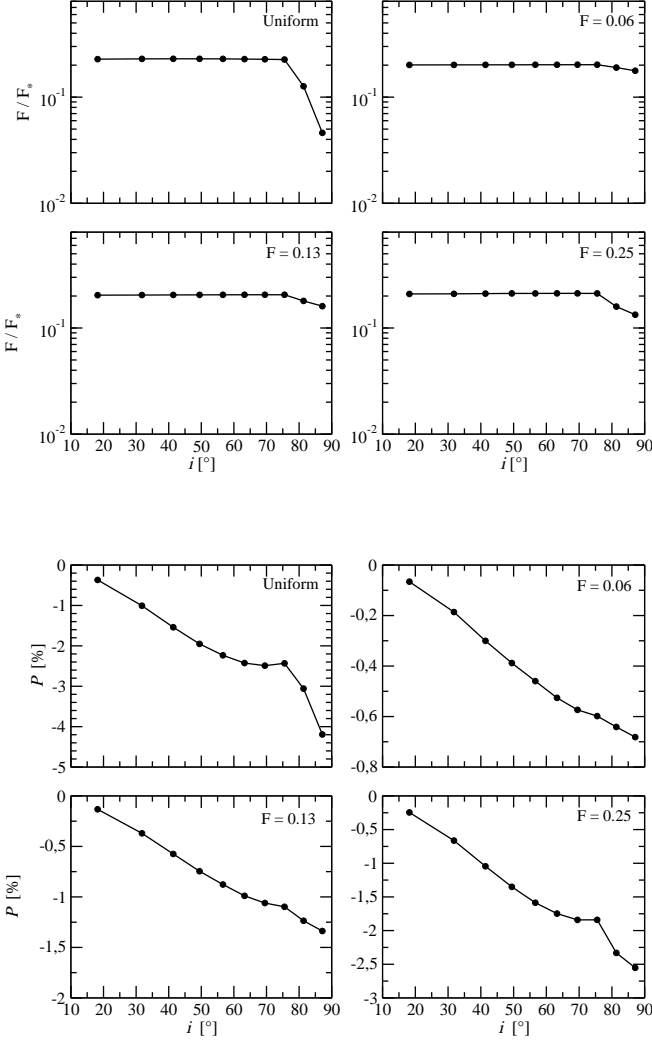 Uniform
F = 0.06
F / F*
10⁻¹
10⁻²
10⁻¹
10⁻²
F = 0.13
F = 0.25
F / F*
10⁻¹
10⁻²
10⁻¹
10⁻²
10 20 30 40 50 60 70 80 90
10 20 30 40 50 60 70 80 90
i [°]
i [°]
0
-1
-2
-3
-4
-5
P [%]
Uniform
0
-0,2
-0,4
-0,6
-0,8
F = 0.06
0
-0,5
-1
-1,5
-2
P [%]
F = 0.13
0
-0,5
-1
-1,5
-2
-2,5
-3
F = 0.25
10 20 30 40 50 60 70 80 90
10 20 30 40 50 60 70 80 90
i [°]
i [°]